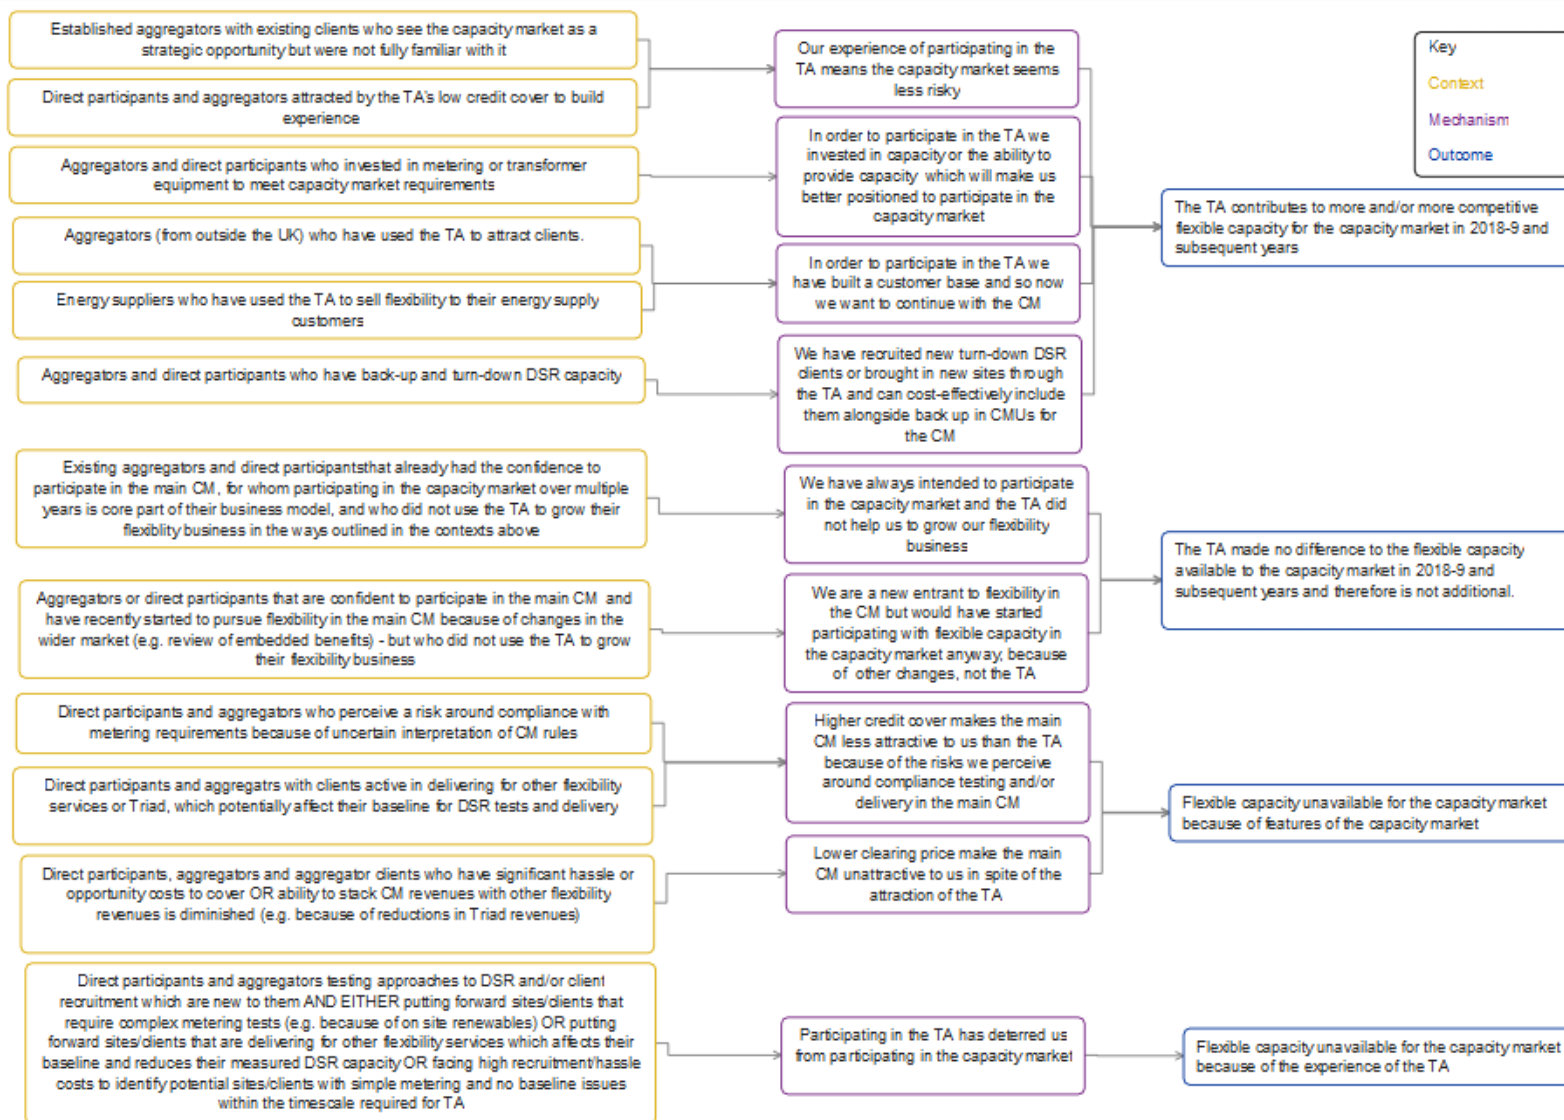 Established aggregators with existing clients who see the capacity market as a
strategic opportunity but were not fully familiar with it
Direct participants and aggregators attracted by the TA's low credit cover to build
experience
Aggregators and direct participants who invested in metering or transformer
equipment to meet capacity market requirements
Aggregators (from outside the UK) who have used the TA to attract clients.
Energy suppliers who have used the TA to sell flexibility to their energy supply
customers
Aggregators and direct participants who have back-up and turn-down DSR capacity
Existing aggregators and direct participantsthat already had the confidence to
participate in the main CM, for whom participating in the capacity market over multiple
years is core part of their business model, and who did not use the TA to grow their
flexiblity business in the ways outlined in the contexts above
Aggregators or direct participants that are confident to participate in the main CM and
have recently started to pursue flexibility in the main CM because of changes in the
wider market (e.g. review of embedded benefits) - but who did not use the TA to grow
their flexibility business
Direct participants and aggregators who perceive a risk around compliance with
metering requirements because of uncertain interpretation of CM rules
Direct participants and aggregatrs with clients active in delivering for other flexibility
services or Triad, which potentially affect their baseline for DSR tests and delivery
Direct participants, aggregators and aggregator clients who have significant hassle or
opportunity costs to cover OR ability to stack CM revenues with other flexibility
revenues is diminished (e.g. because of reductions in Triad revenues)
Direct participants and aggregators testing approaches to DSR and/or client
recruitment which are new to them AND EITHER putting forward sites/clients that
require complex metering tests (e.g. because of on site renewables) OR putting
forward sites/clients that are delivering for other flexibility services which affects their
baseline and reduces their measured DSR capacity OR facing high recruitment/hassle
costs to identify potential sites/clients with simple metering and no baseline issues
within the timescale required for TA
Our experience of participating in the
TA means the capacity market seems
less risky
In order to participate in the TA we
invested in capacity or the ability to
provide capacity which will make us
better positioned to participate in the
capacity market
In order to participate in the TA we
have built a customer base and so now
we want to continue with the CM
We have recruited new turn-down DSR
clients or brought in new sites through
the TA and can cost-effectively include
them alongside back up in CMUs for
the CM
We have always intended to participate
in the capacity market and the TA did
not help us to grow our flexibility
business
We are a new entrant to flexibility in
the CM but would have started
participating with flexible capacity in
the capacity market anyway, because
of other changes, not the TA
Higher credit cover makes the main
CM less attractive to us than the TA
because of the risks we perceive
around compliance testing and/or
delivery in the main CM
Lower clearing price make the main
CM unattractive to us in spite of the
attraction of the TA
Participating in the TA has deterred us
from participating in the capacity market
Key
Context
Mechanism
Outcome
The TA contributes to more and/or more competitive
flexible capacity for the capacity market in 2018-9 and
subsequent years
The TA made no difference to the flexible capacity
available to the capacity market in 2018-9 and
subsequent years and therefore is not additional.
Flexible capacity unavailable for the capacity market
because of features of the capacity market
Flexible capacity unavailable for the capacity market
because of the experience of the TA